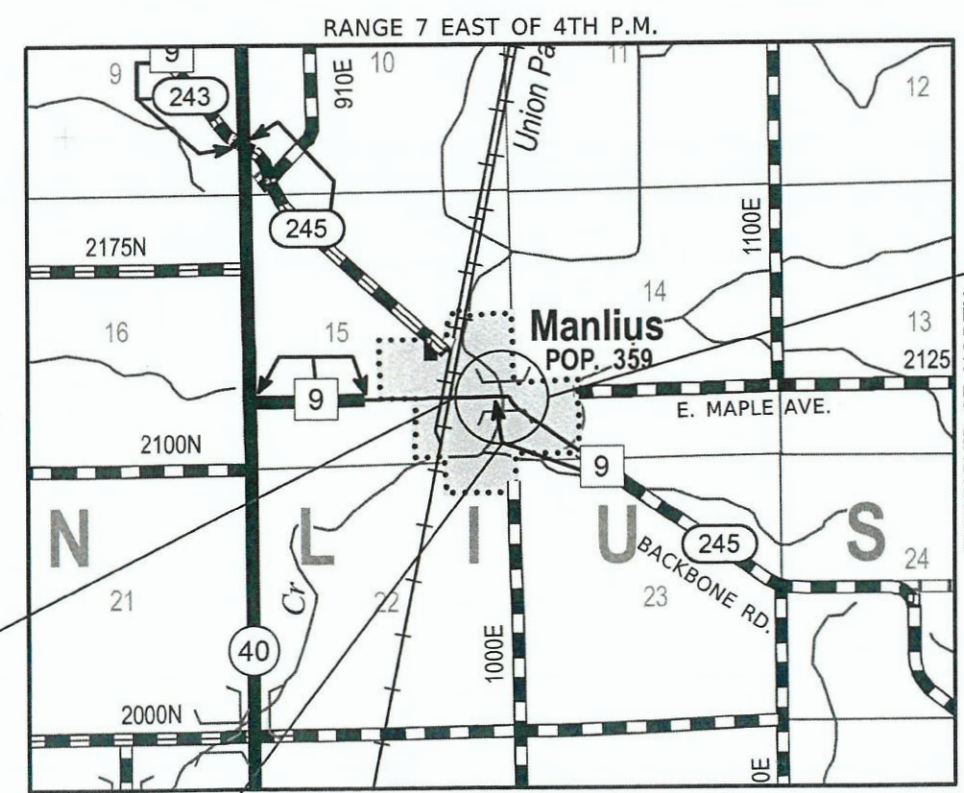 RANGE 7 EAST OF 4TH P.M.
9
9
243
910E
10
Union Pa
11
12
245
2175N
1100E
14
16
15
Manlius
POP. 359
13
2125
9
E. MAPLE AVE.
2100N
9
N L I U S
245
BACKBONE RD.
24
21
Cr
22
23
40
1000E
2000N
0E